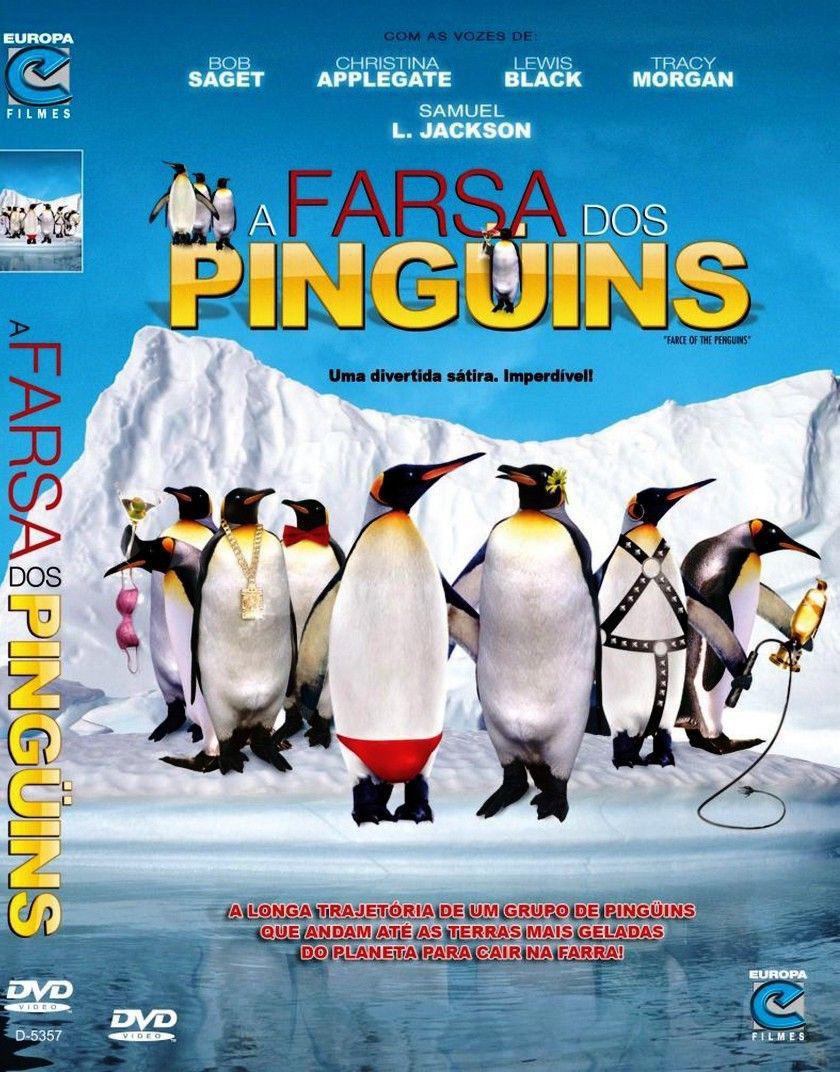 EUROPA
FILMES
COM AS VOZES DE:
BOB
SAGET
CHRISTINA
APPLEGATE
LEWIS
BLACK
TRACY
MORGAN
SAMUEL
L. JACKSON
A FARSA DOS
PINGÜINS
"FARCE OF THE PENGUINS"
Uma divertida sátira. Imperdível!
A FARSA DOS PINGÜINS
A LONGA TRAJETÓRIA DE UM GRUPO DE PINGÜINS
QUE ANDAM ATÉ AS TERRAS MAIS GELADAS
DO PLANETA PARA CAIR NA FARRA!
DVD
VIDEO
D-5357
DVD
VIDEO
EUROPA
FILMES